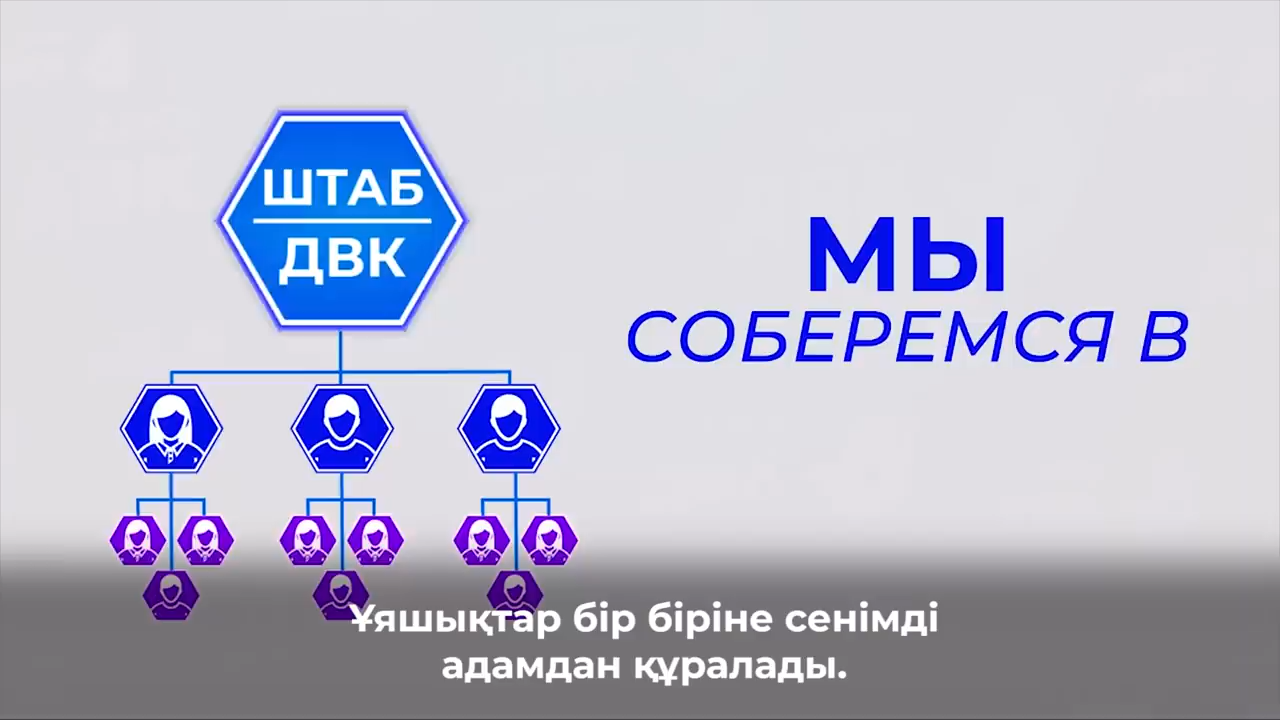 ШТАБ
ДВК
МЫ
СОБЕРЕМСЯ В
Ұяшықтар бір біріне сенімді
адамдан құралады.